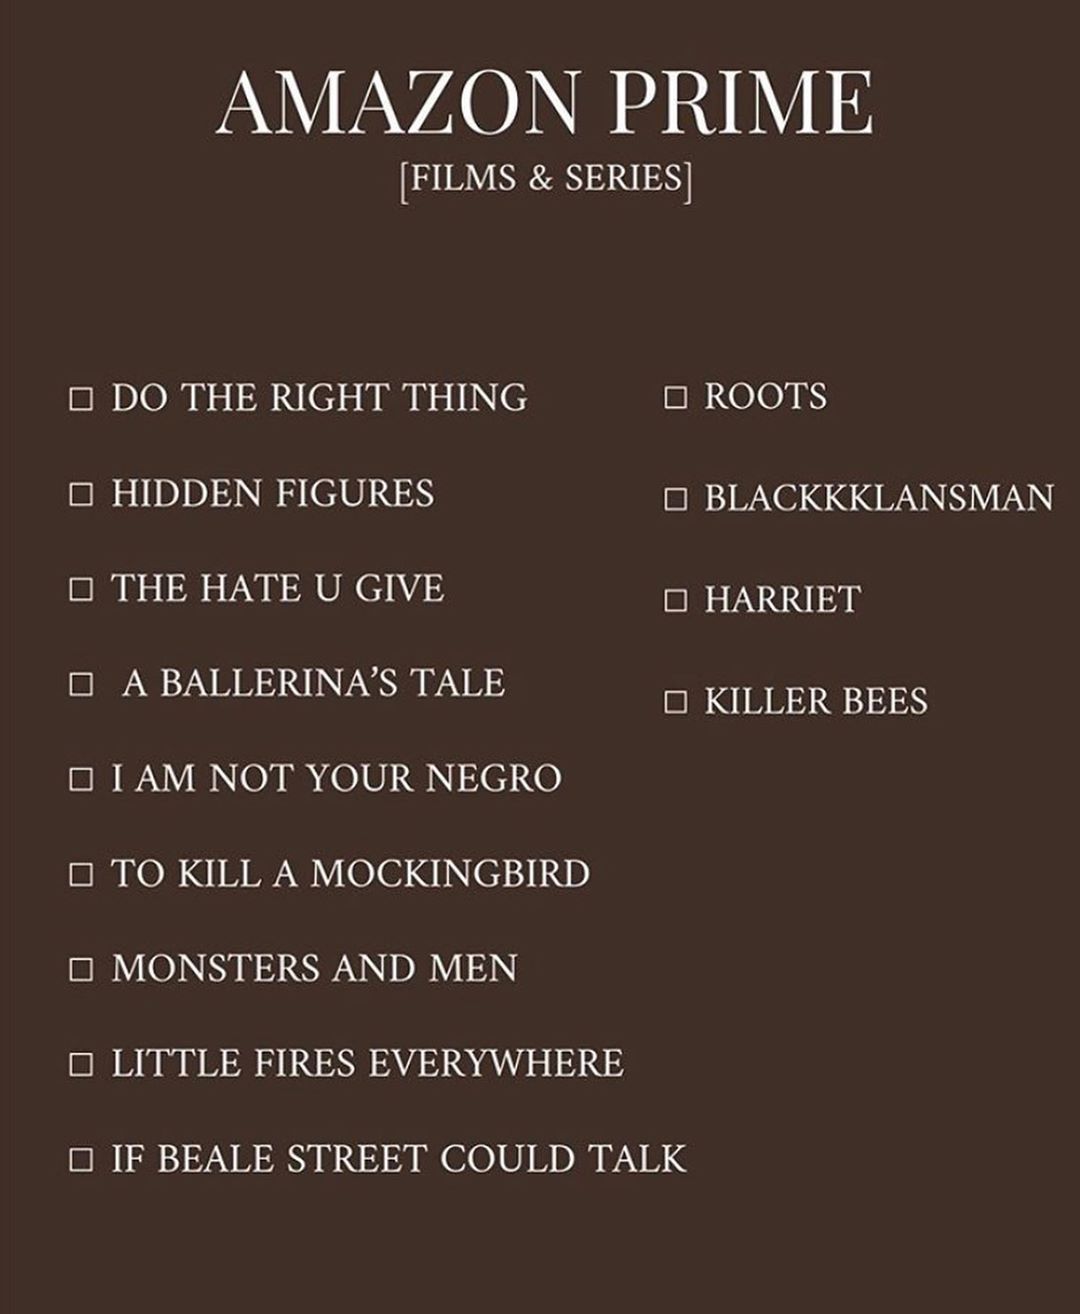 AMAZON PRIME
[FILMS & SERIES]
☐ DO THE RIGHT THING
☐ HIDDEN FIGURES
☐ THE HATE U GIVE
☐ A BALLERINA’S TALE
☐ I AM NOT YOUR NEGRO
☐ TO KILL A MOCKINGBIRD
☐ MONSTERS AND MEN
☐ LITTLE FIRES EVERYWHERE
☐ IF BEALE STREET COULD TALK
☐ ROOTS
☐ BLACKKKLANSMAN
☐ HARRIET
☐ KILLER BEES